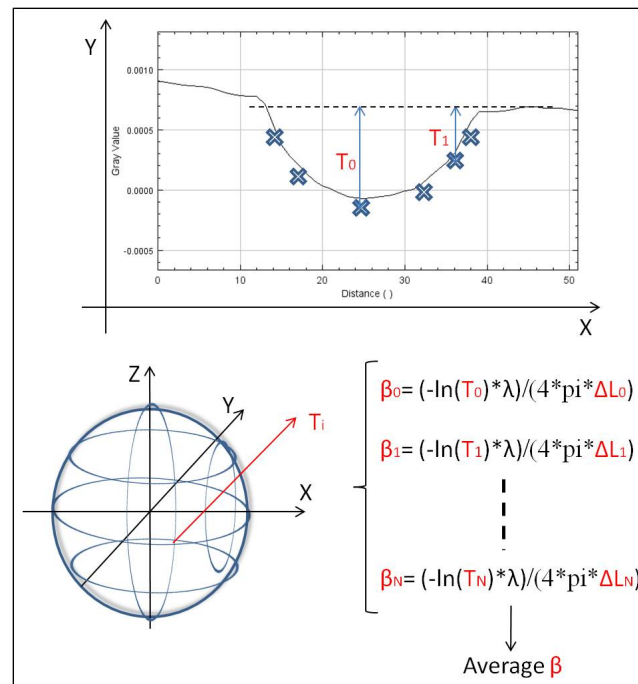 Y
0.0010
0.0005
0.0000
-0.0005
Gray Value
T0
T1
0 10 20 30 40 50
Distance ( )
X
Z
Y
Ti
X
β0= (-ln(T0)*λ)/(4*pi*ΔL0)
β1= (-ln(T1)*λ)/(4*pi*ΔL1)
βN= (-ln(TN)*λ)/(4*pi*ΔLN)
Average β